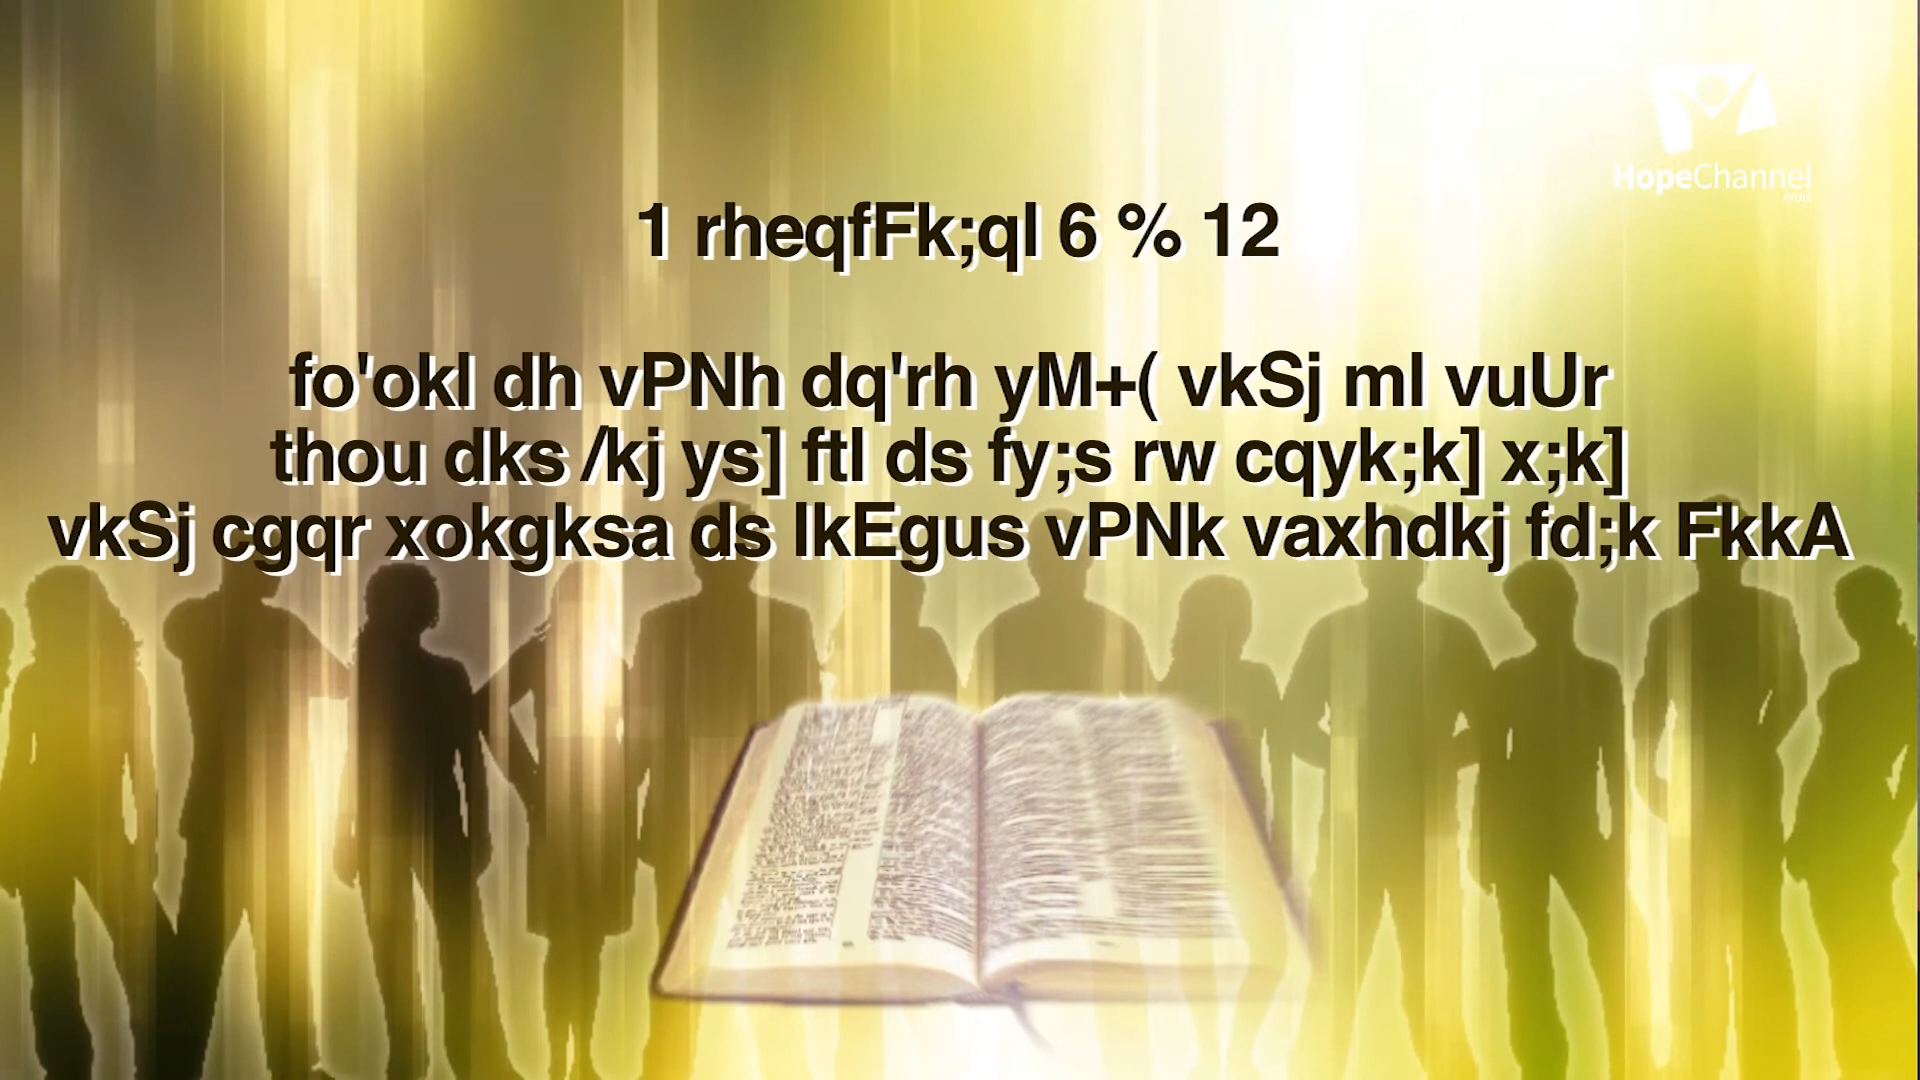 HopeChannel
1 rheqfFk;ql 6 % 12
fo'okl dh vPNh dq'rh yM+( vkSj ml vuUr
thou dks /kj ys] ftl ds fy;s rw cqyk;k] x;k]
vkSj cgqr xokgksa ds lkEgus vPNk vaxhdkj fd;k FkkA